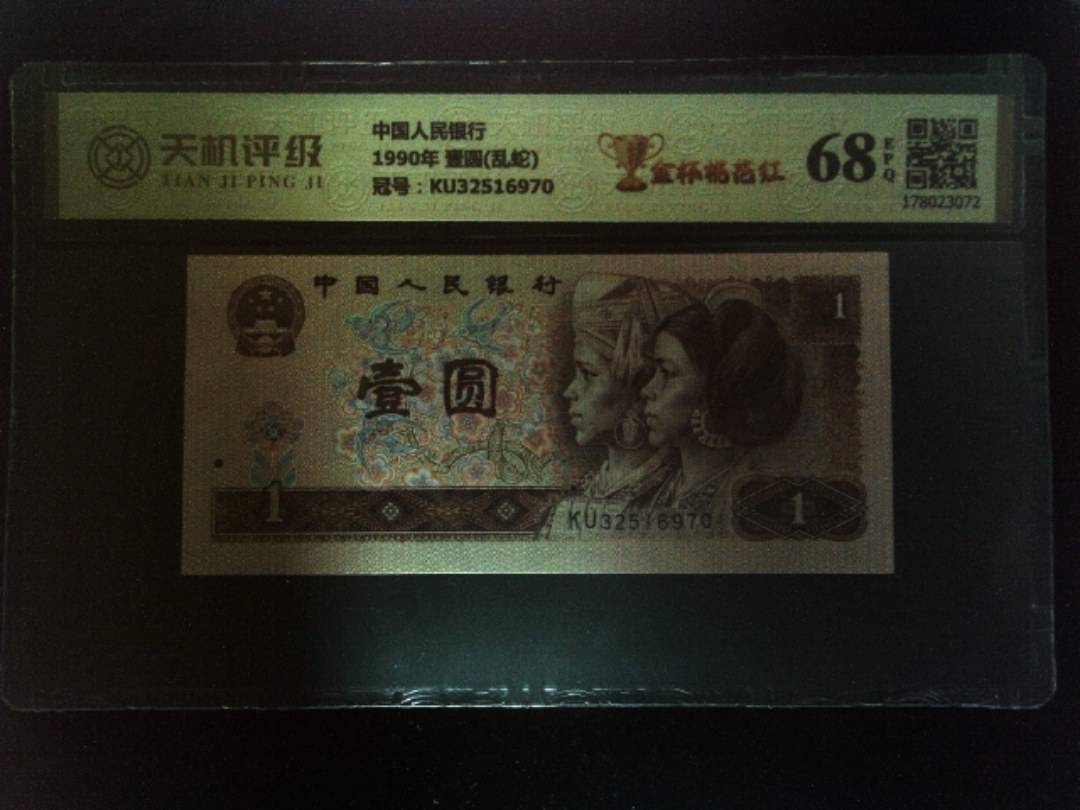 天机评级
TIAN JI PING JI
中国人民银行
1990年 壹圆(乱蛇)
冠号：KU32516970
金杯桃花红
68
EPQ
178023072
中国人民银行
1
壹圆
1
KU32516970
1